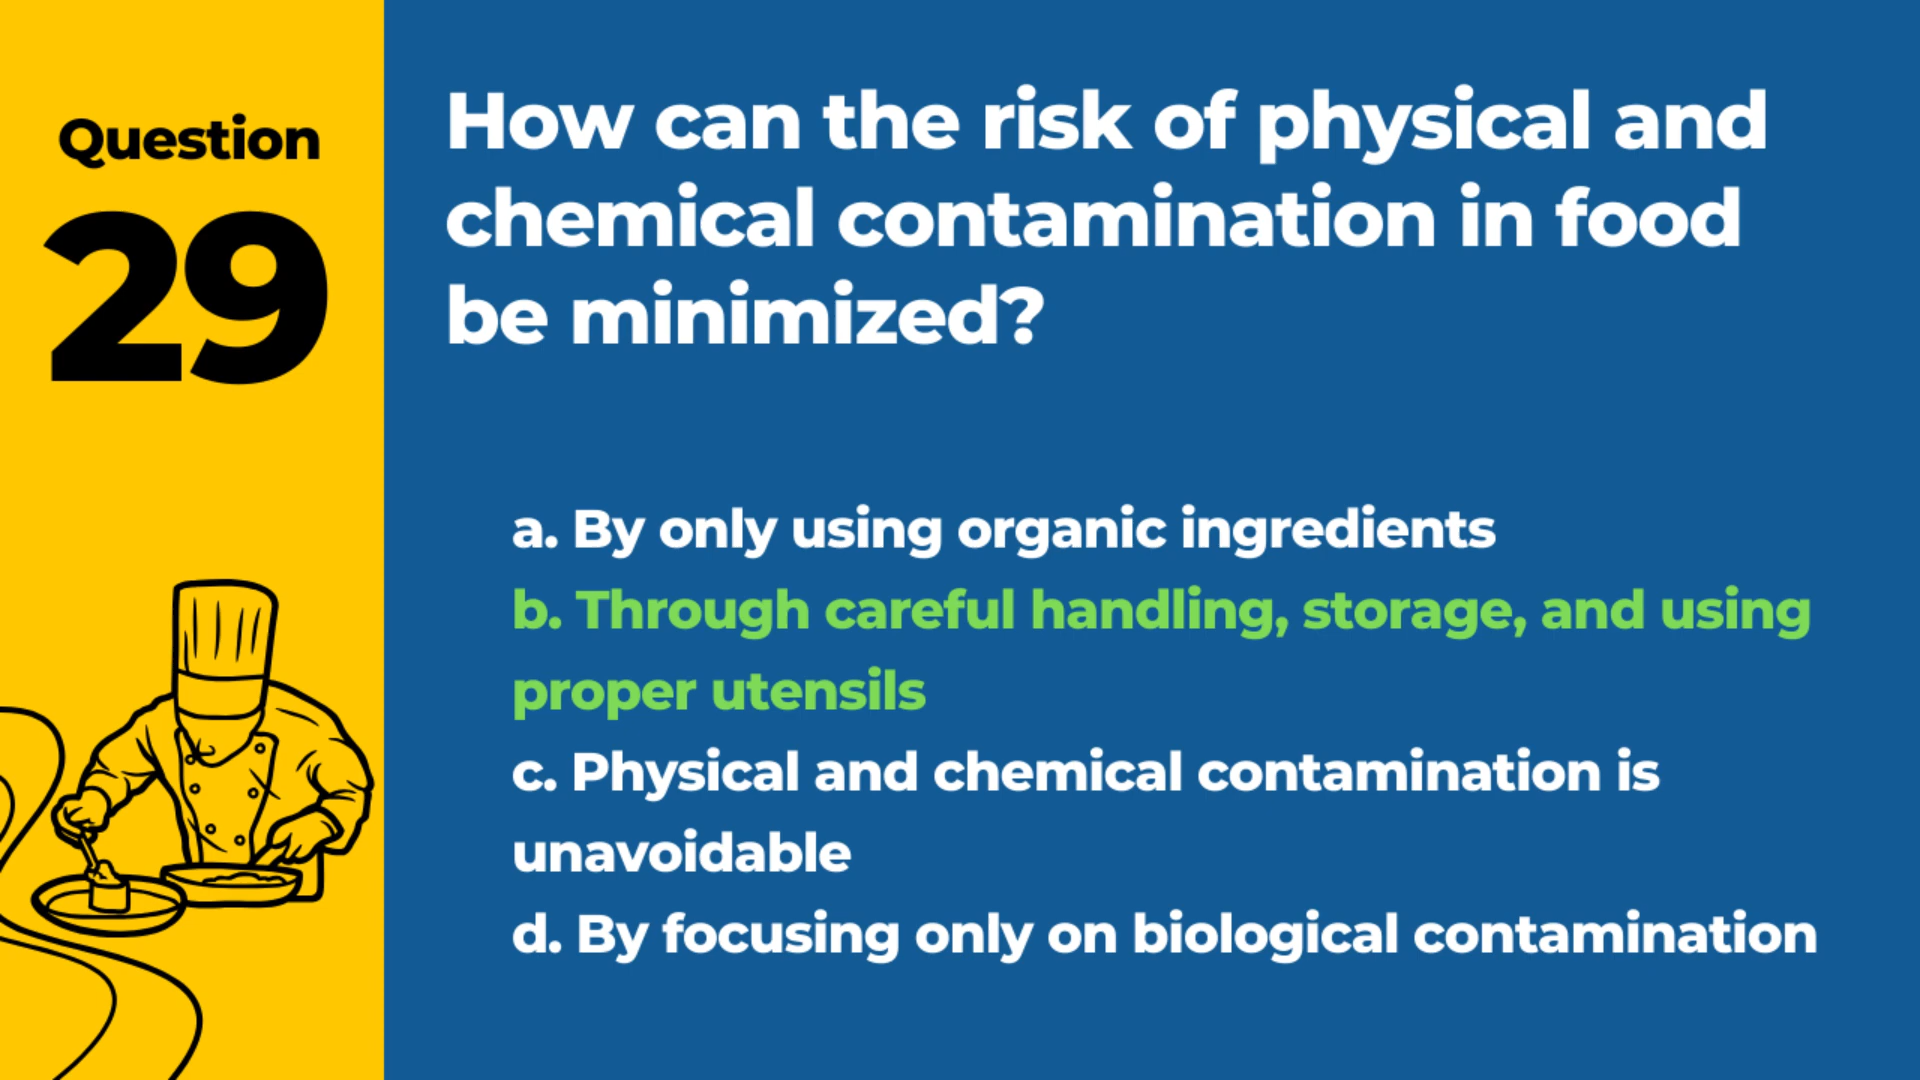 Question
29
How can the risk of physical and
chemical contamination in food
be minimized?
a. By only using organic ingredients
b. Through careful handling, storage, and using
proper utensils
c. Physical and chemical contamination is
unavoidable
d. By focusing only on biological contamination